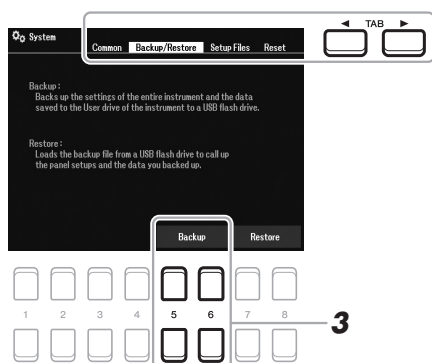 ◀ TAB ▶
System
Common Backup/Restore Setup Files Reset
Backup :
Backs up the settings of the entire instrument and the data
saved to the User drive of the instrument to a USB flash drive.
Restore :
Loads the backup file from a USB flash drive to call up
the panel setups and the data you backed up.
Backup Restore
1 2 3 4 5 6 7 8
3